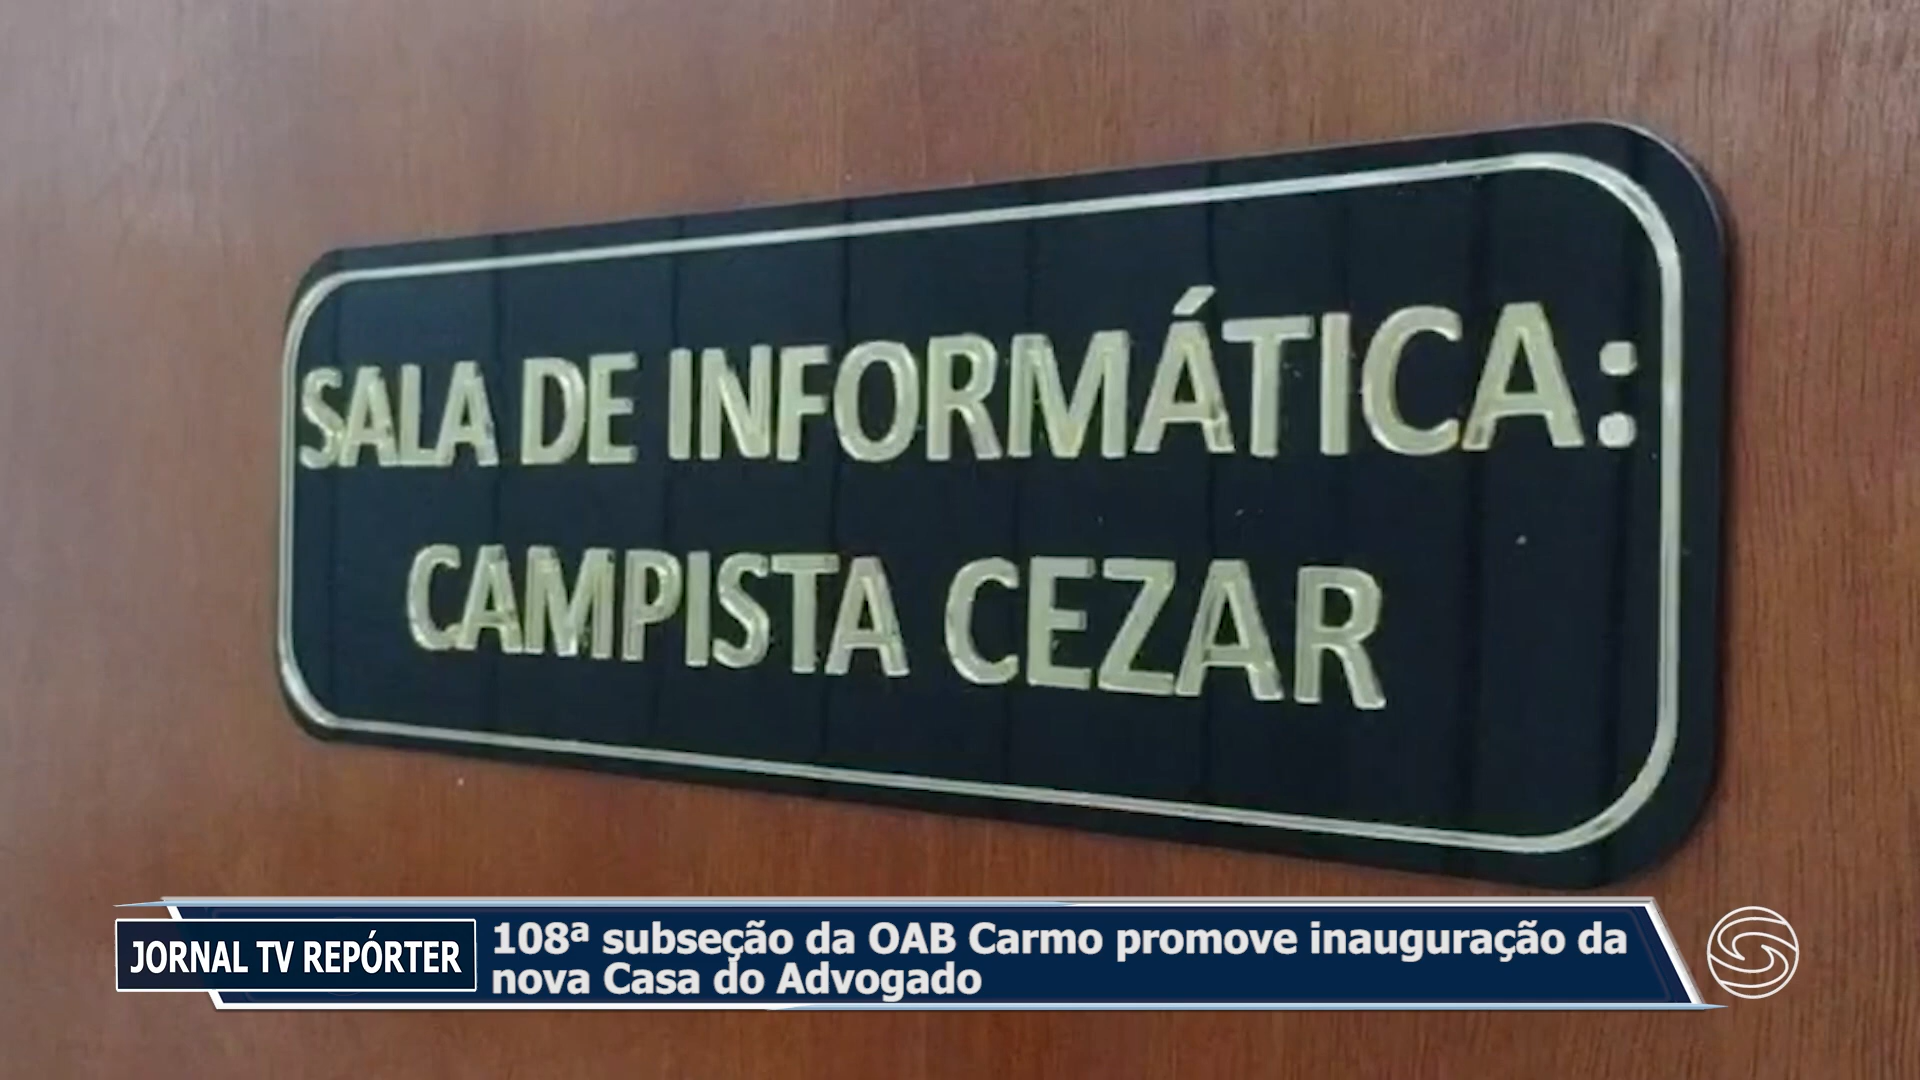 SALA DE INFORMÁTICA:
CAMPISTA CEZAR
JORNAL TV REPÓRTER
108ª subseção da OAB Carmo promove inauguração da
nova Casa do Advogado